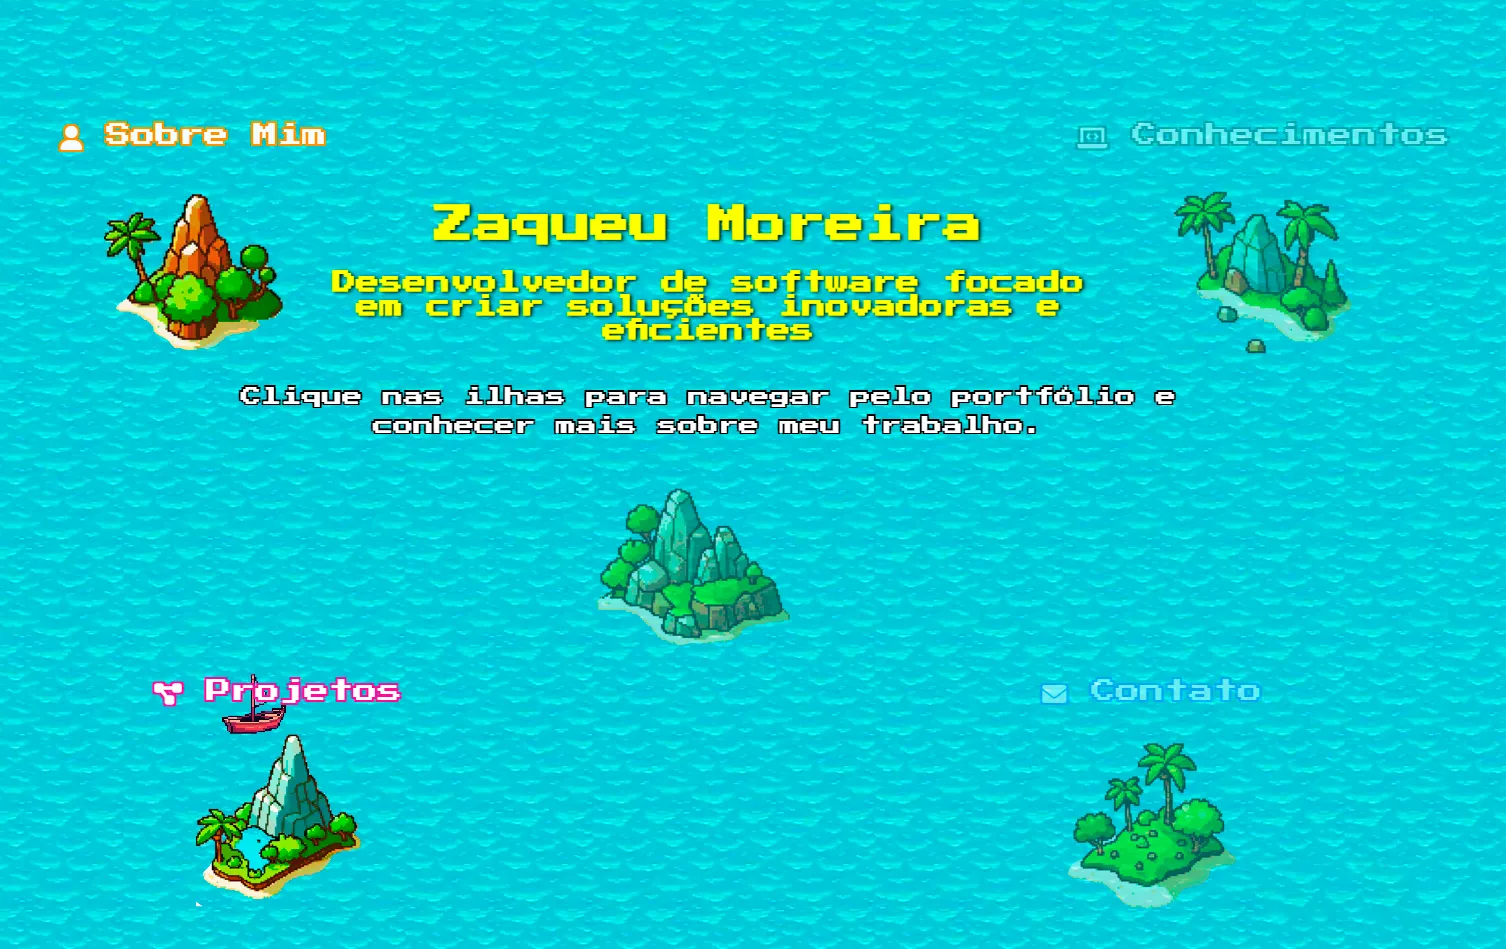 Sobre Mim
Conhecimentos
Zaqueu Moreira
Desenvolvedor de software focado
em criar soluções inovadoras e
eficientes
Clique nas ilhas para navegar pelo portfólio e
conhecer mais sobre meu trabalho.
Projetos
Contato